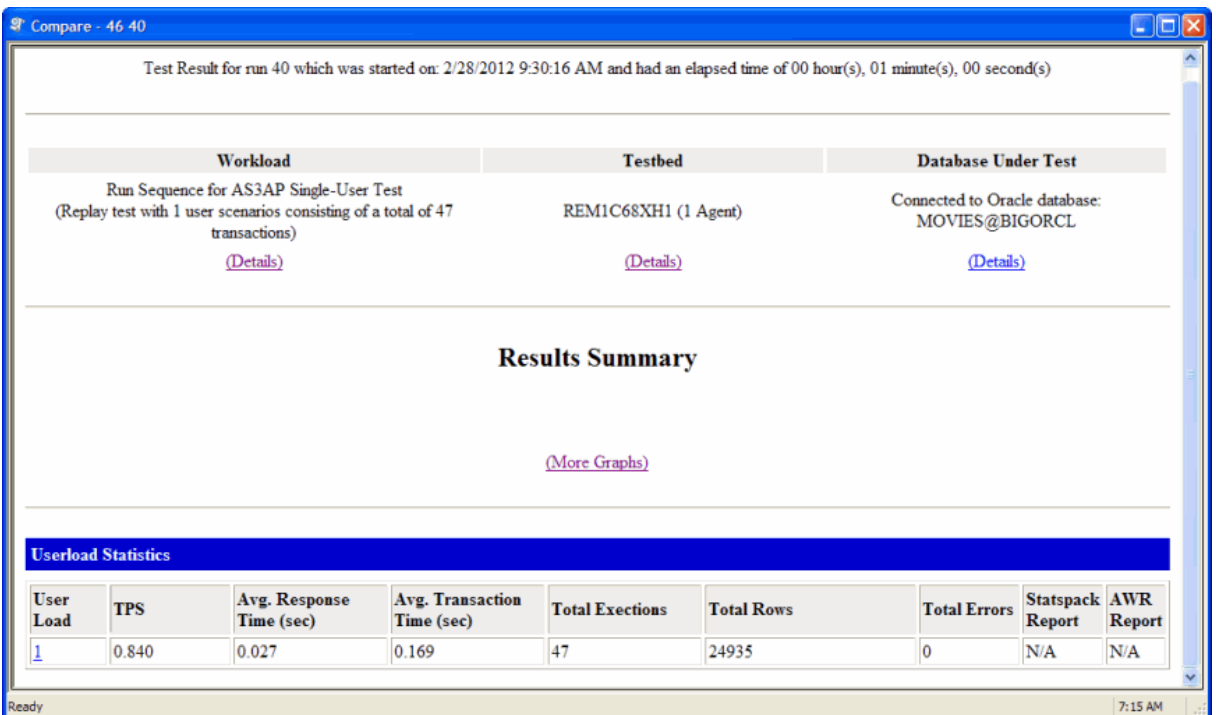 Compare - 46 40
Test Result for run 40 which was started on: 2/28/2012 9:30:16 AM and had an elapsed time of 00 hour(s), 01 minute(s), 00 second(s)
Workload Testbed Database Under Test
Run Sequence for AS3AP Single-User Test
(Replay test with 1 user scenarios consisting of a total of 47
transactions)
(Details)
REM1C68XH1 (1 Agent)
(Details)
Connected to Oracle database:
MOVIES@BIGORCL
(Details)
Results Summary
(More Graphs)
Userload Statistics
User Load TPS Avg. Response Time (sec) Avg. Transaction Time (sec) Total Exections Total Rows Total Errors Statspack Report AWR Report
1 0.840 0.027 0.169 47 24935 0 N/A N/A
Ready 7:15 AM